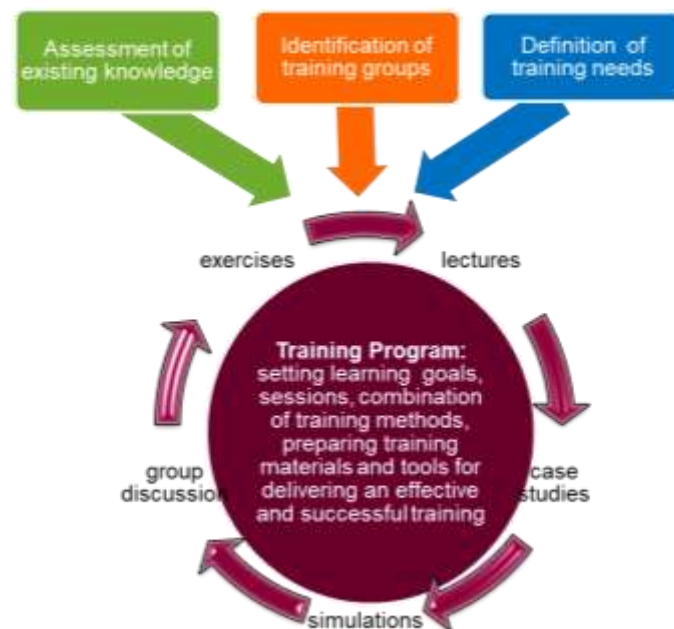 Assessment of
existing knowledge
Identification of
training groups
Definition of
training needs
exercises
lectures
Training Program:
setting learning goals,
sessions, combination
of training methods,
preparing training
materials and tools for
delivering an effective
and successful training
group
discussion
case
studies
simulations